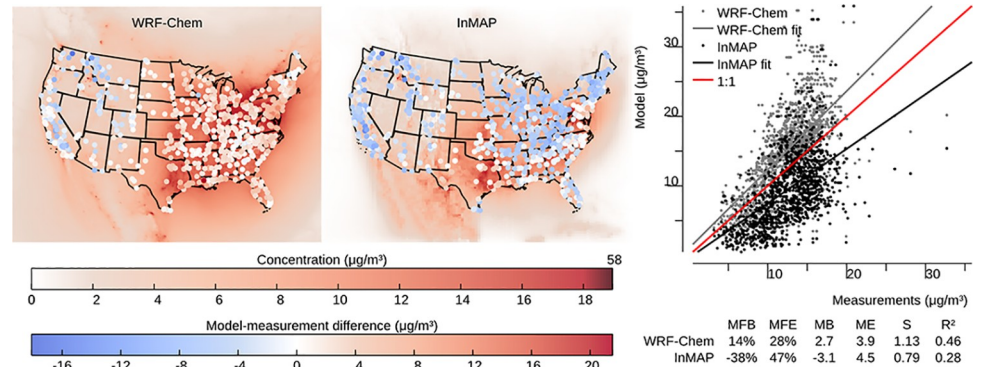 WRF-Chem
InMAP
Concentration (µg/m³)
58
0 2 4 6 8 10 12 14 16 18
Model-measurement difference (µg/m³)
-16 -12 -8 -4 0 4 8 12 16 20
WRF-Chem
WRF-Chem fit
InMAP
InMAP fit
1:1
Model (µg/m³)
30
20
10
10 20 30
Measurements (µg/m³)
MFB MFE MB ME S R²
WRF-Chem 14% 28% 2.7 3.9 1.13 0.46
InMAP -38% 47% -3.1 4.5 0.79 0.28